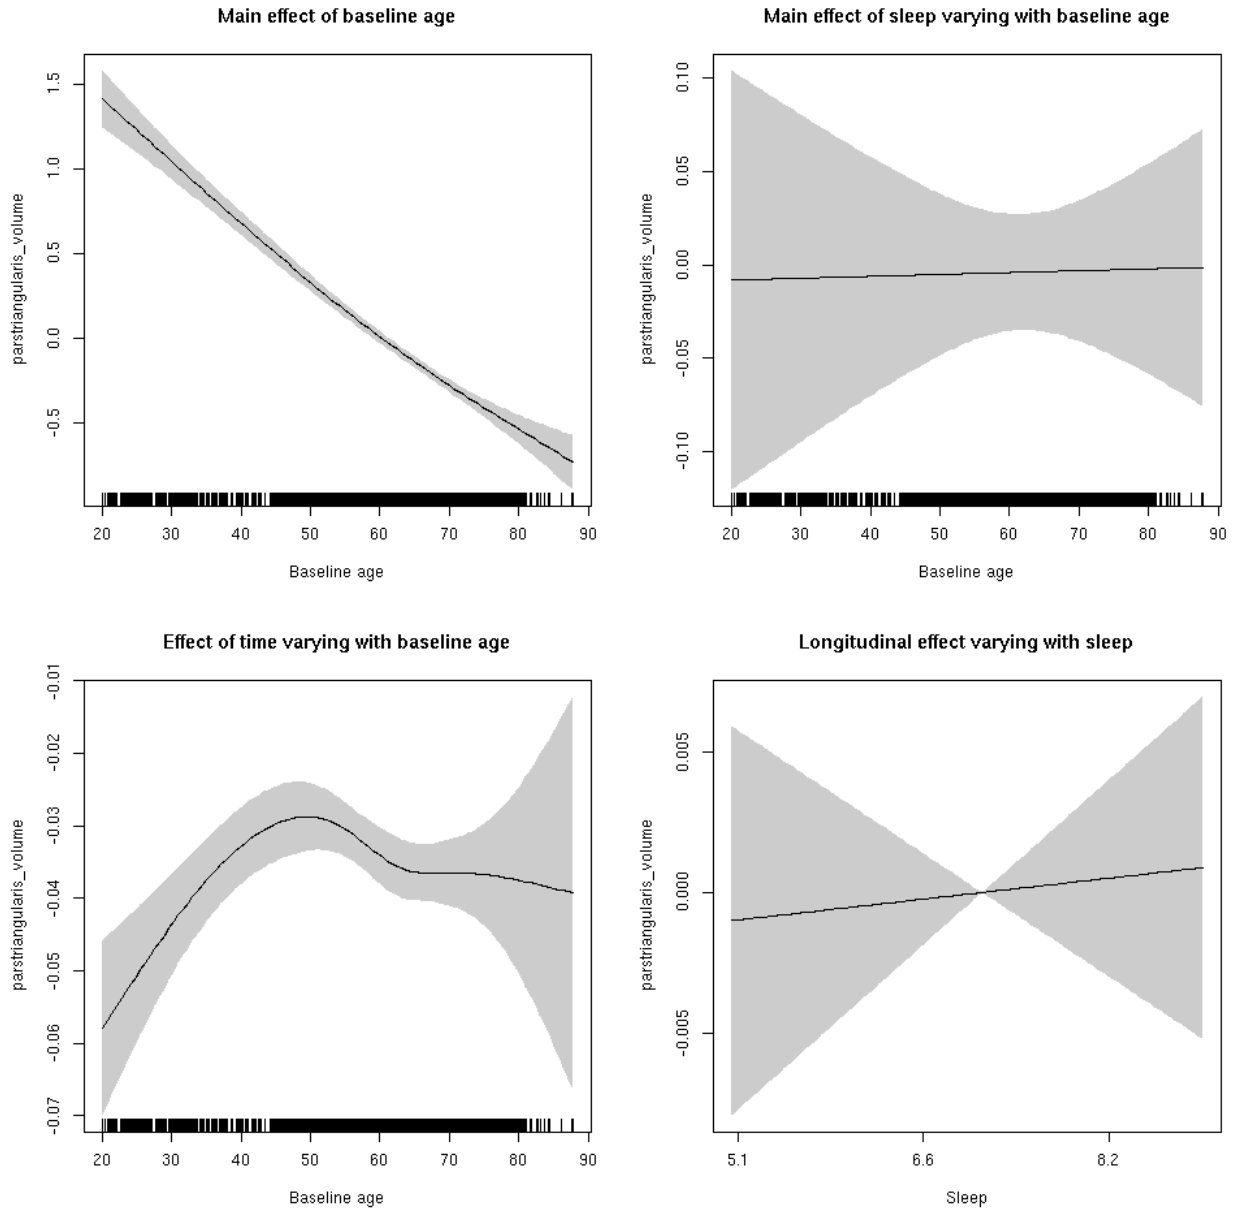 Main effect of baseline age
parstriangularis_volume
1.5
1.0
0.5
0.0
-0.5
20 30 40 50 60 70 80 90
Baseline age
Main effect of sleep varying with baseline age
parstriangularis_volume
0.10
0.05
0.00
-0.05
-0.10
20 30 40 50 60 70 80 90
Baseline age
Effect of time varying with baseline age
parstriangularis_volume
-0.01
-0.02
-0.03
-0.04
-0.05
-0.06
-0.07
20 30 40 50 60 70 80 90
Baseline age
Longitudinal effect varying with sleep
parstriangularis_volume
0.005
0.000
-0.005
5.1 6.6 8.2
Sleep